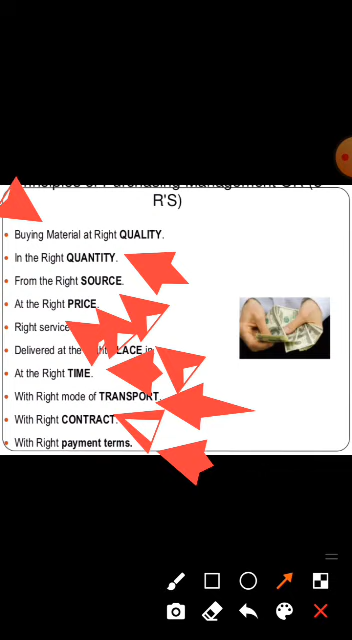 R'S)
Buying Material at Right QUALITY.
In the Right QUANTITY.
From the Right SOURCE.
At the Right PRICE.
Right service
Delivered at the
At the Right TIME.
With Right mode of TRANSPORT.
With Right CONTRACT.
With Right payment terms.